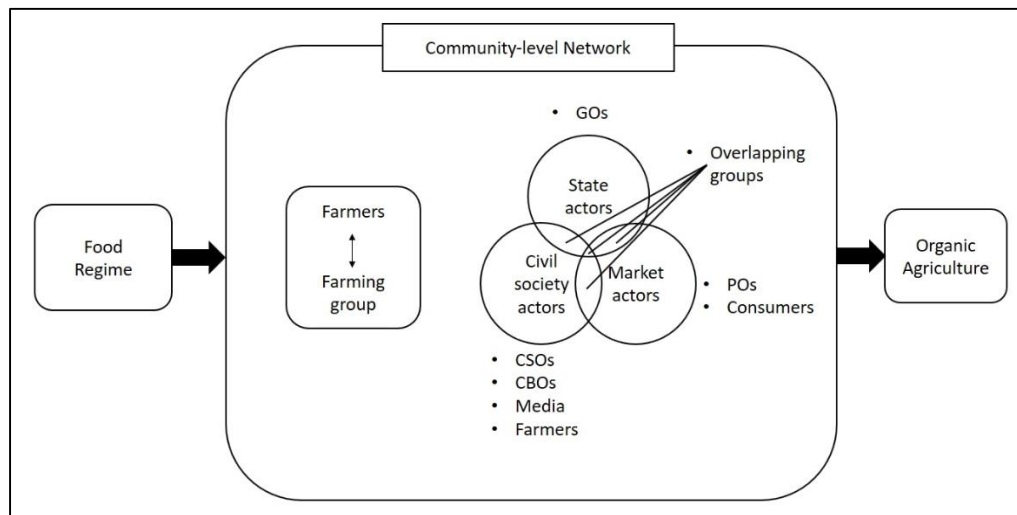 Community-level Network
• GOs
• Overlapping
groups
State
actors
Farmers
Farming
group
Food
Regime
Civil
society
actors
Market
actors
• POs
• Consumers
Organic
Agriculture
• CSOs
• CBOs
• Media
• Farmers